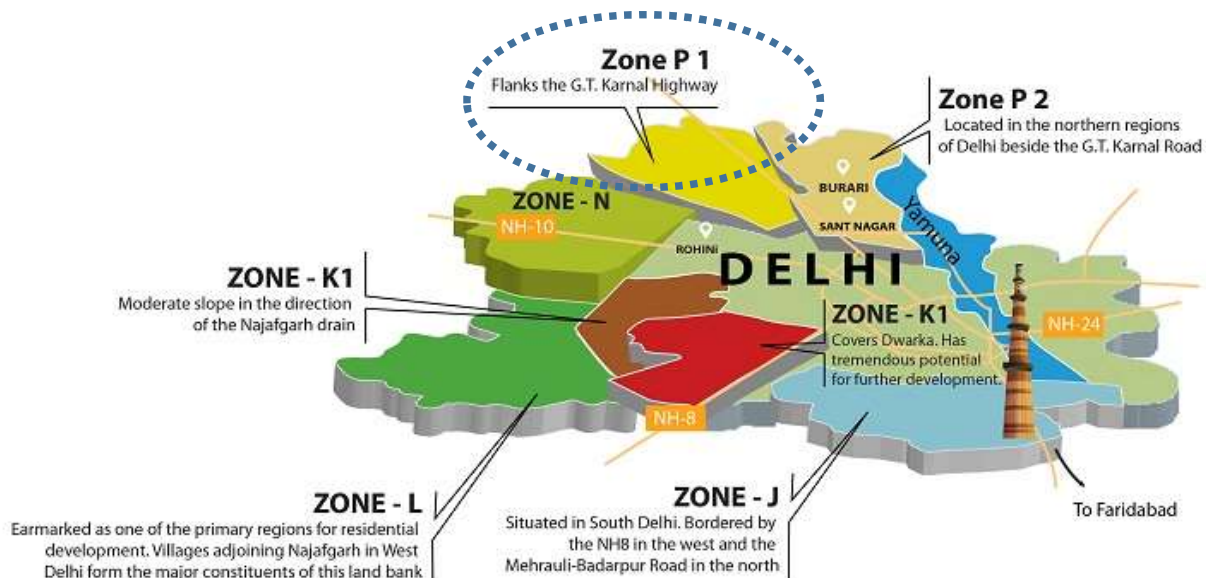 Zone P 1
Flanks the G.T. Karnal Highway
Zone P 2
Located in the northern regions
of Delhi beside the G.T. Karnal Road
BURARI
SANT NAGAR
Yamuna
ZONE - N
NH-10
ROHINi
DELHI
ZONE - K1
Moderate slope in the direction
of the Najafgarh drain
ZONE - K1
Covers Dwarka. Has
tremendous potential
for further development.
NH-24
NH-8
ZONE - L
Earmarked as one of the primary regions for residential
development. Villages adjoining Najafgarh in West
Delhi form the major constituents of this land bank
ZONE - J
Situated in South Delhi. Bordered by
the NH8 in the west and the
Mehrauli-Badarpur Road in the north
To Faridabad